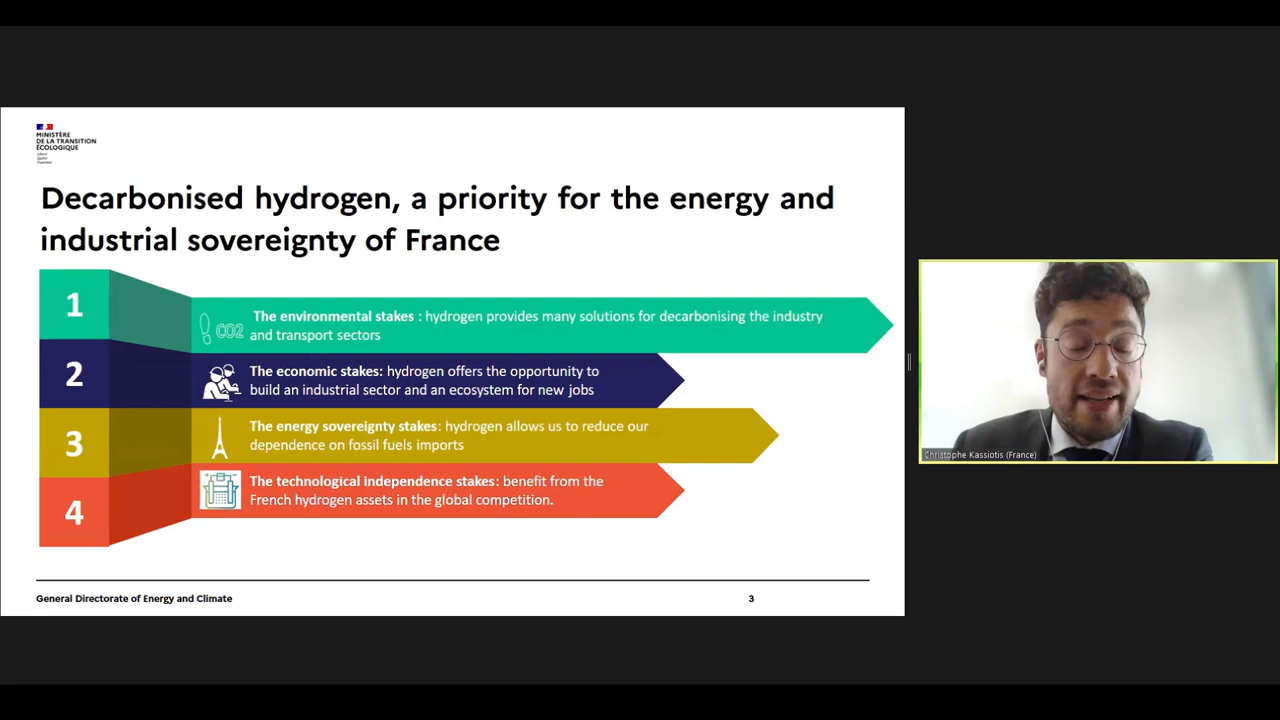 MINISTÈRE
DE LA TRANSITION
ÉCOLOGIQUE
Liberté
Égalité
Fraternité
Decarbonised hydrogen, a priority for the energy and
industrial sovereignty of France
1
CO2
The environmental stakes : hydrogen provides many solutions for decarbonising the industry
and transport sectors
2
The economic stakes: hydrogen offers the opportunity to
build an industrial sector and an ecosystem for new jobs
3
The energy sovereignty stakes: hydrogen allows us to reduce our
dependence on fossil fuels imports
4
The technological independence stakes: benefit from the
French hydrogen assets in the global competition.
General Directorate of Energy and Climate
3
Christophe Kassiotis (France)